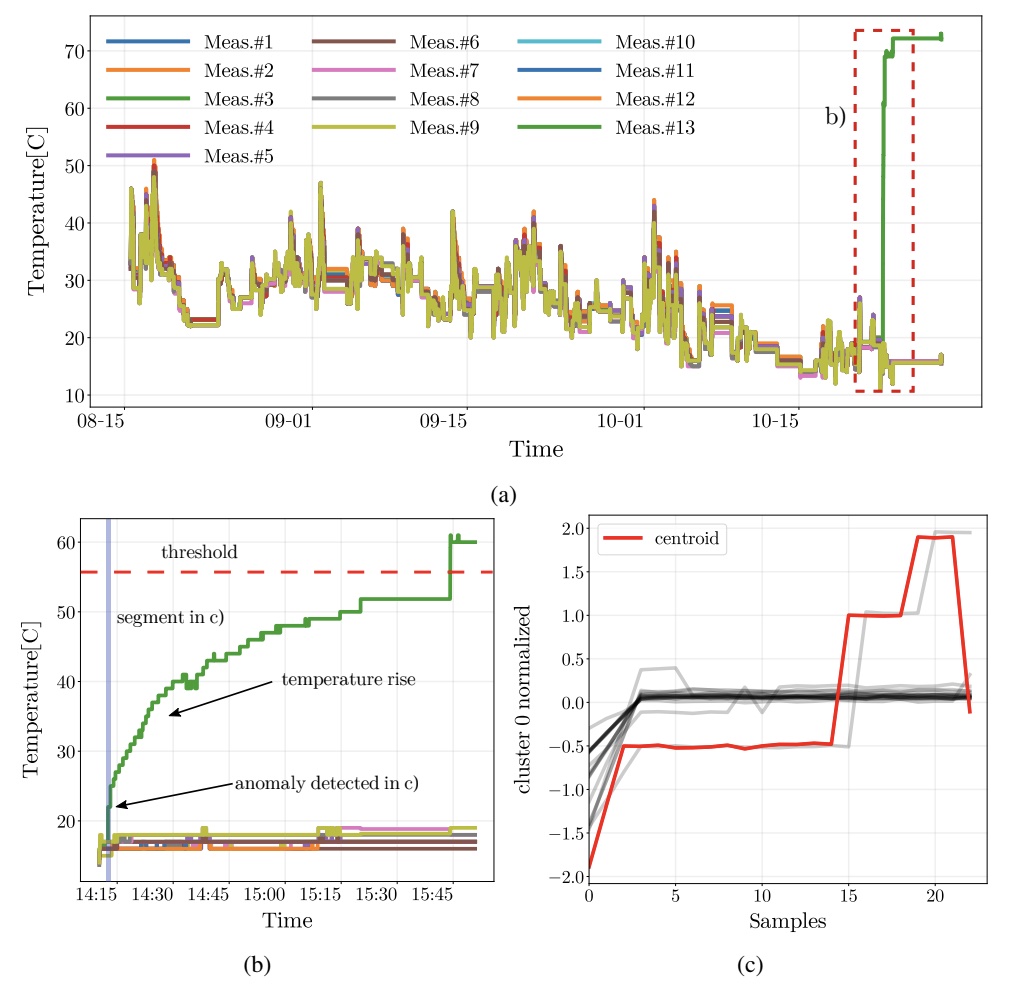 Meas.#1
Meas.#2
Meas.#3
Meas.#4
Meas.#5
Meas.#6
Meas.#7
Meas.#8
Meas.#9
Meas.#10
Meas.#11
Meas.#12
Meas.#13
b)
Temperature[C]
70
60
50
40
30
20
10
08-15
09-01
09-15
10-01
10-15
Time
(a)
Temperature[C]
60
50
40
30
20
threshold
segment in c)
temperature rise
anomaly detected in c)
14:15
14:30
14:45
15:00
15:15
15:30
15:45
Time
(b)
cluster 0 normalized
2.0
1.5
1.0
0.5
0.0
−0.5
−1.0
−1.5
−2.0
centroid
0
5
10
15
20
Samples
(c)